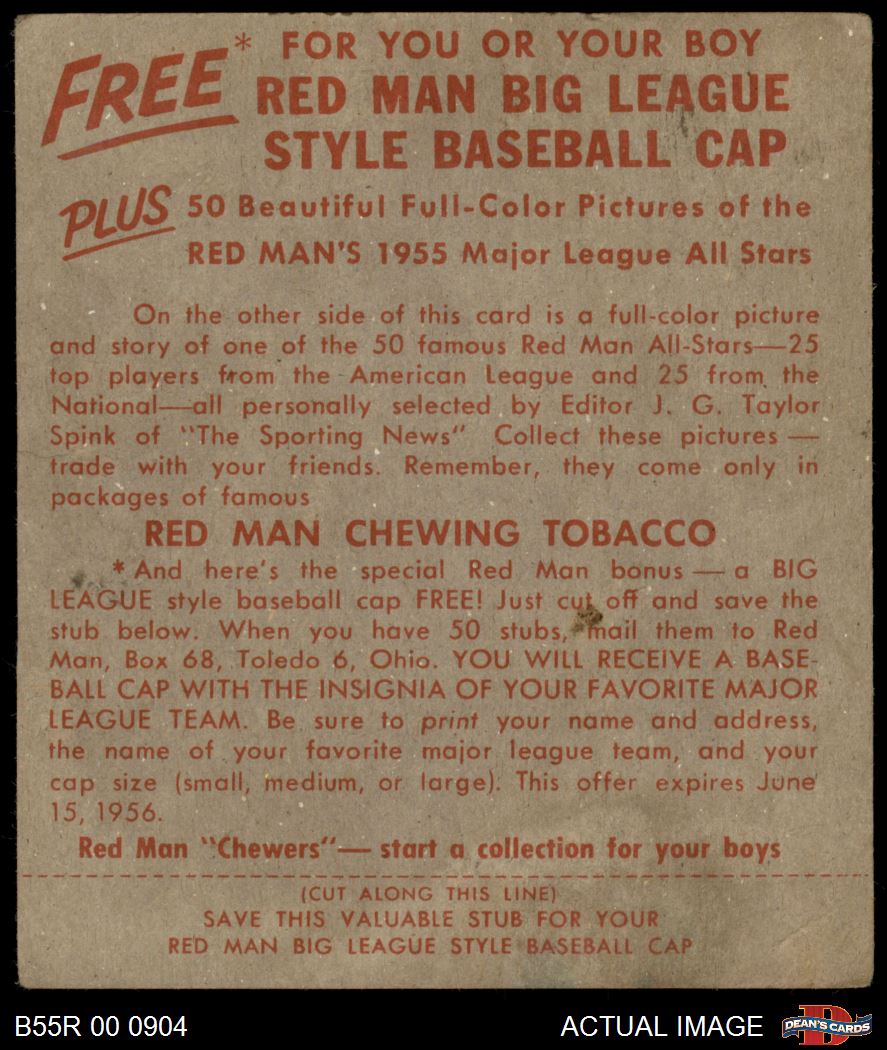 FREE* FOR YOU OR YOUR BOY
RED MAN BIG LEAGUE
STYLE BASEBALL CAP
PLUS 50 Beautiful Full-Color Pictures of the
RED MAN'S 1955 Major League All Stars
On the other side of this card is a full-color picture
and story of one of the 50 famous Red Man All-Stars—25
top players from the American League and 25 from the
National—all personally selected by Editor J. G. Taylor
Spink of "The Sporting News" Collect these pictures —
trade with your friends. Remember, they come only in
packages of famous
RED MAN CHEWING TOBACCO
*And here's the special Red Man bonus — a BIG
LEAGUE style baseball cap FREE! Just cut off and save the
stub below. When you have 50 stubs, mail them to Red
Man, Box 68, Toledo 6, Ohio. YOU WILL RECEIVE A BASE-
BALL CAP WITH THE INSIGNIA OF YOUR FAVORITE MAJOR
LEAGUE TEAM. Be sure to print your name and address,
the name of your favorite major league team, and your
cap size (small, medium, or large). This offer expires June
15, 1956.
Red Man "Chewers"— start a collection for your boys
(CUT ALONG THIS LINE)
SAVE THIS VALUABLE STUB FOR YOUR
RED MAN BIG LEAGUE STYLE BASEBALL CAP
B55R 00 0904 ACTUAL IMAGE DEAN'S CARDS